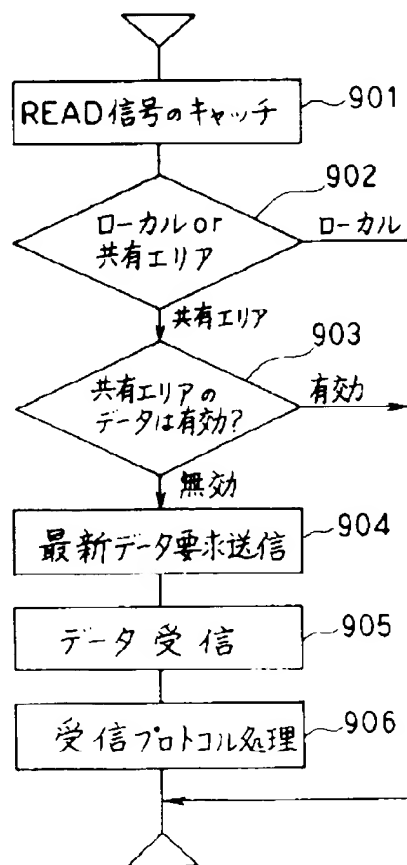 READ信号のキャッチ
901
902
ローカル or
共有エリア
ローカル
共有エリア
903
共有エリアの
データは有効?
有効
無効
最新データ要求送信
904
データ受信
905
受信プロトコル処理
906